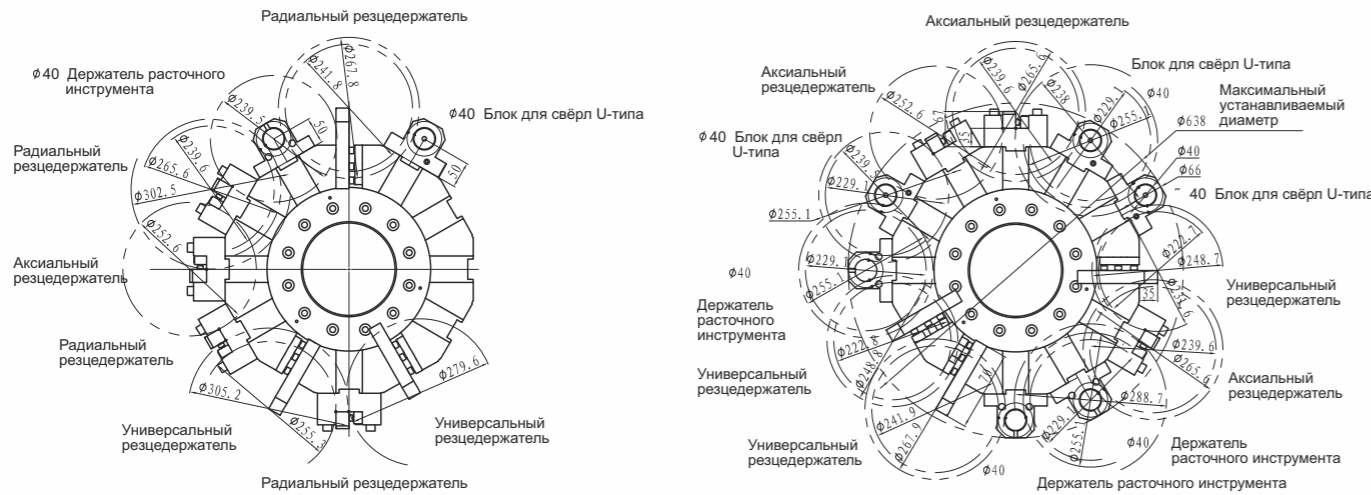 Радиальный резцедержатель
ϕ267.8
ϕ241.8
ϕ40 Держатель расточного
инструмента
ϕ239.5
50
ϕ40 Блок для свёрл U-типа
50
Радиальный
резцедержатель
ϕ239.6
ϕ265.6
ϕ302.5
ϕ252.6
Аксиальный
резцедержатель
Радиальный
резцедержатель
ϕ305.2
ϕ279.6
ϕ255.3
Универсальный
резцедержатель
Универсальный
резцедержатель
Радиальный резцедержатель
Аксиальный резцедержатель
Аксиальный
резцедержатель
ϕ252.6
ϕ239.6
ϕ265.6
ϕ238
Блок для свёрл U-типа
ϕ229.1
ϕ40
ϕ255.1
Максимальный
устанавливаемый
диаметр
ϕ638
ϕ40
ϕ66
ϕ40 Блок для свёрл
U-типа
ϕ229.1
ϕ255.1
~ 40 Блок для свёрл U-типа
ϕ222.7
ϕ248.7
35
Универсальный
резцедержатель
ϕ40
ϕ229.1
ϕ255.1
Держатель
расточного
инструмента
ϕ222.8
ϕ248.8
Универсальный
резцедержатель
ϕ239.6
ϕ265.6
Аксиальный
резцедержатель
ϕ288.7
ϕ241.9
ϕ267.9
ϕ229.1
ϕ255.1
Универсальный
резцедержатель
ϕ40
ϕ40
Держатель
расточного инструмента
Держатель расточного инструмента